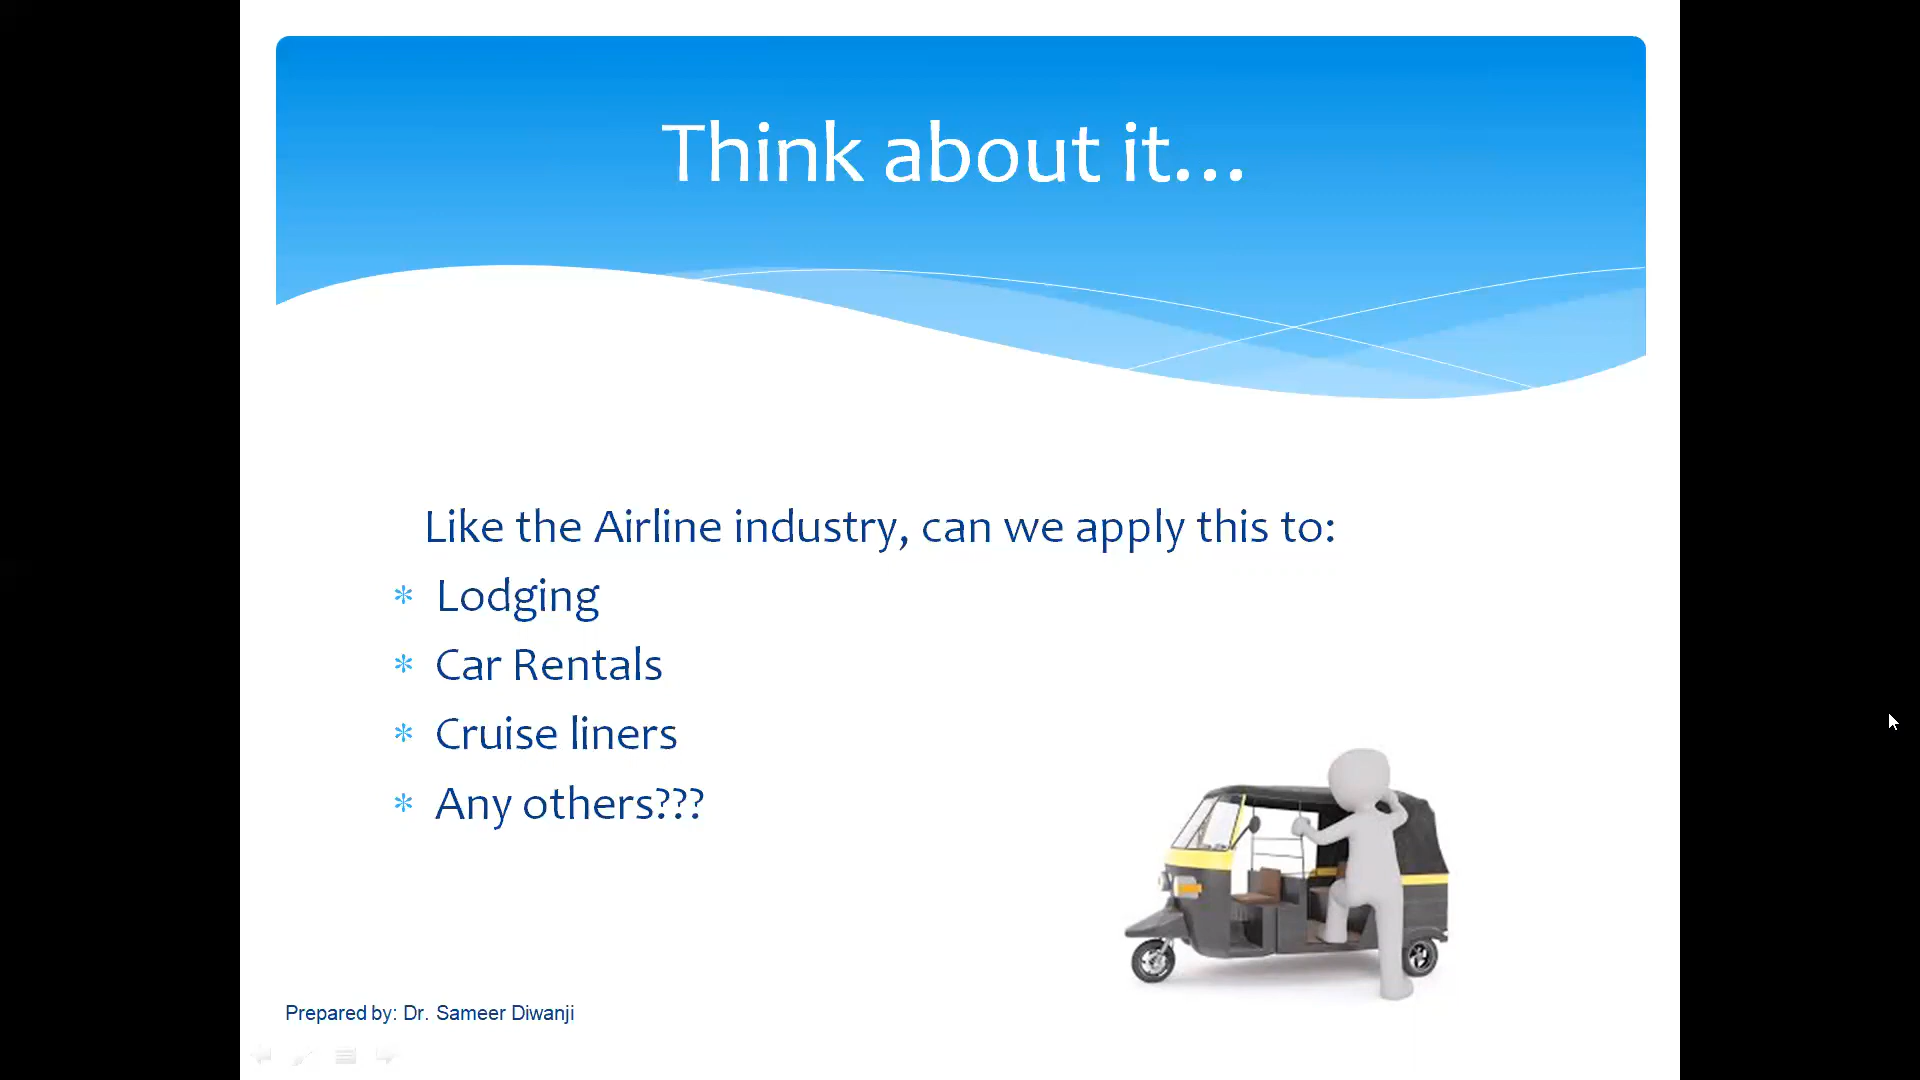 Think about it...
Like the Airline industry, can we apply this to:
* Lodging
* Car Rentals
* Cruise liners
* Any others???
Prepared by: Dr. Sameer Diwanji